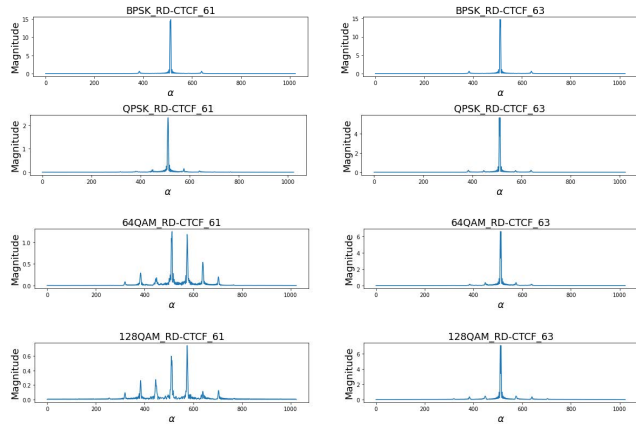 BPSK_RD-CTCF_61
Magnitude
15
10
5
0
0 200 400 600 800 1000
α
BPSK_RD-CTCF_63
Magnitude
15
10
5
0
0 200 400 600 800 1000
α
QPSK_RD-CTCF_61
Magnitude
2
1
0
0 200 400 600 800 1000
α
QPSK_RD-CTCF_63
Magnitude
4
2
0
0 200 400 600 800 1000
α
64QAM_RD-CTCF_61
Magnitude
1.0
0.5
0.0
0 200 400 600 800 1000
α
64QAM_RD-CTCF_63
Magnitude
6
4
2
0
0 200 400 600 800 1000
α
128QAM_RD-CTCF_61
Magnitude
0.6
0.4
0.2
0.0
0 200 400 600 800 1000
α
128QAM_RD-CTCF_63
Magnitude
6
4
2
0
0 200 400 600 800 1000
α